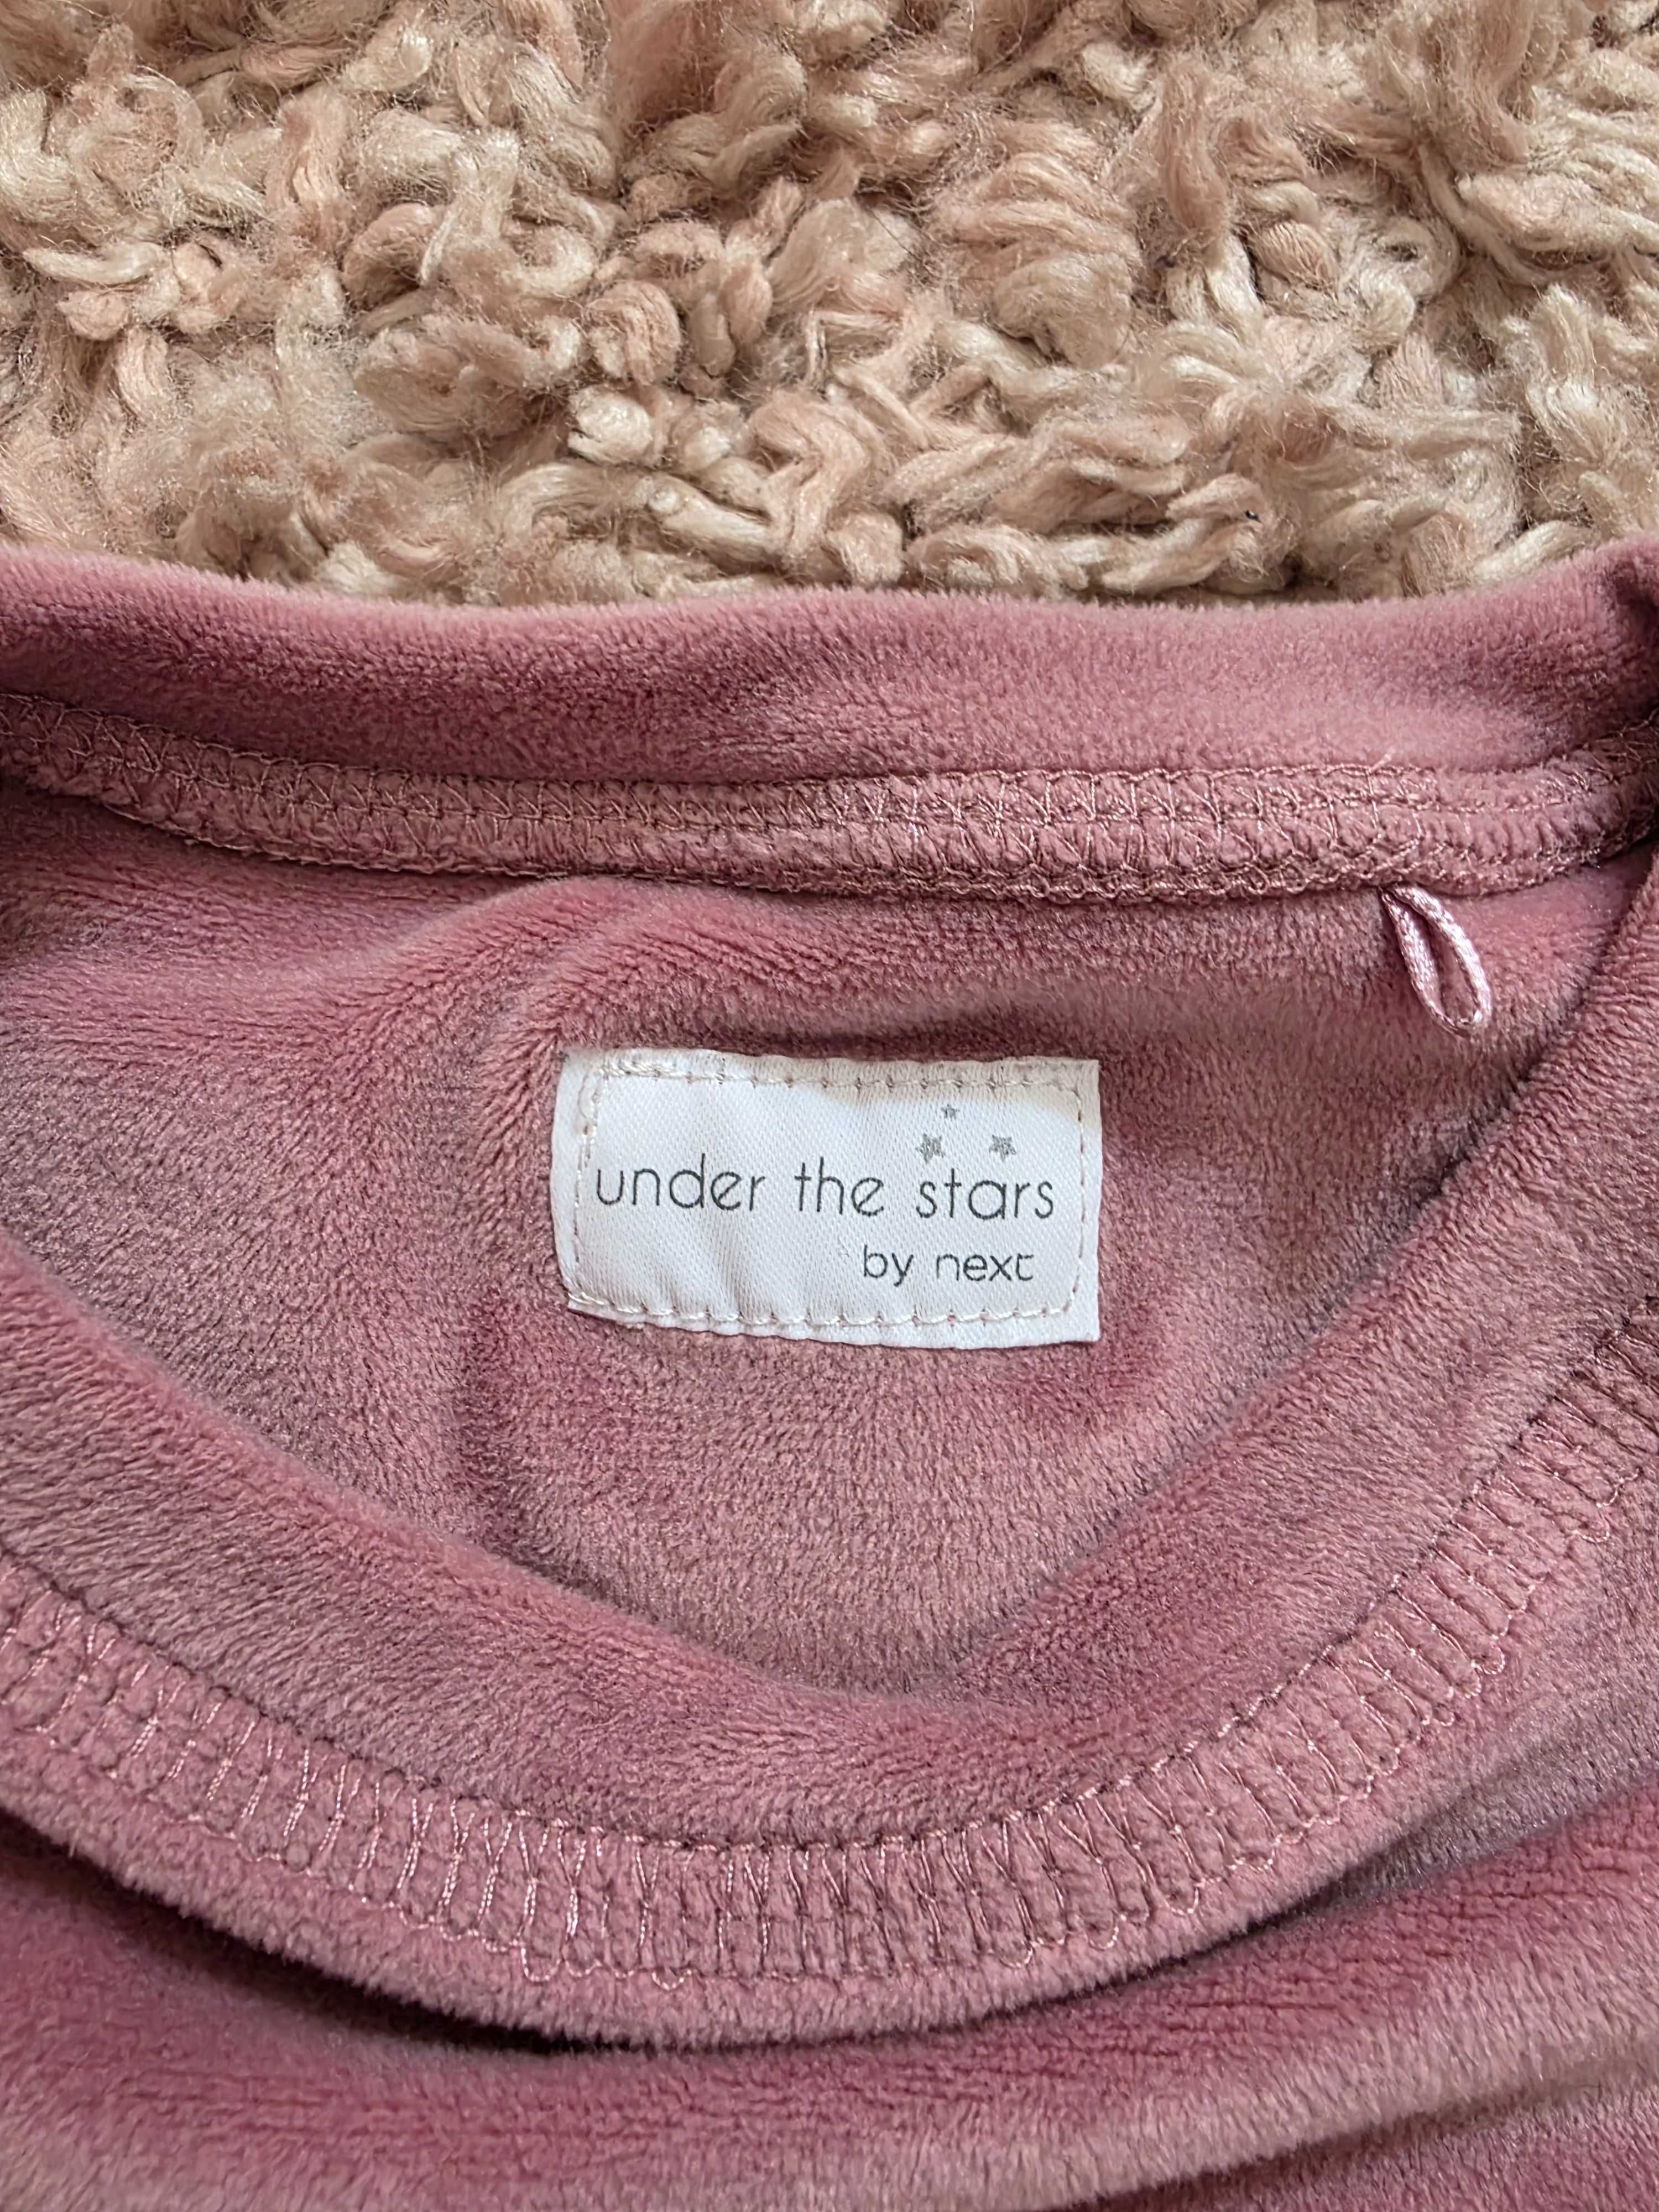 under the stars
by next